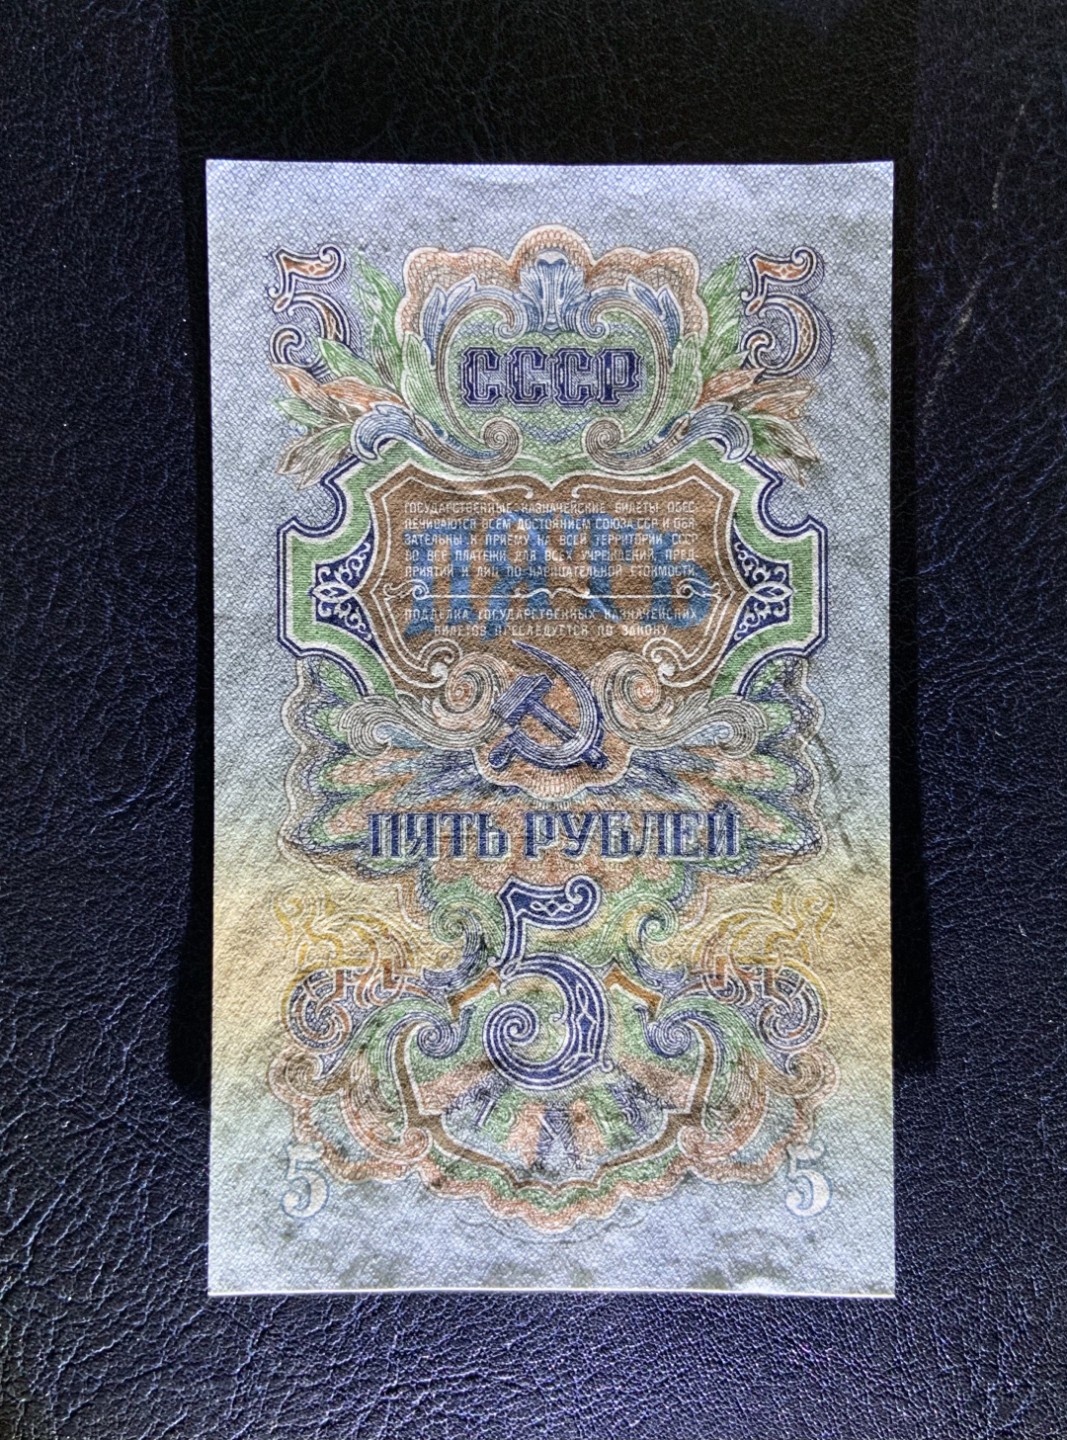 5 5
СССР
ГОСУДАРСТВЕННЫЕ КАЗНАЧЕЙСКИЕ БИЛЕТЫ ОБЕС-
ПЕЧИВАЮТСЯ ВСЕМ ДОСТОЯНИЕМ СОЮЗА ССР И ОБЯ-
ЗАТЕЛЬНЫ К ПРИЕМУ НА ВСЕЙ ТЕРРИТОРИИ СССР
ВО ВСЕ ПЛАТЕЖИ ДЛЯ ВСЕХ УЧРЕЖДЕНИЙ, ПРЕД-
ПРИЯТИЙ И ЛИЦ ПО НАРИЦАТЕЛЬНОЙ СТОИМОСТИ.
ПОДДЕЛКА ГОСУДАРСТВЕННЫХ КАЗНАЧЕЙСКИХ
БИЛЕТОВ ПРЕСЛЕДУЕТСЯ ПО ЗАКОНУ
ПЯТЬ РУБЛЕЙ
5
5 5